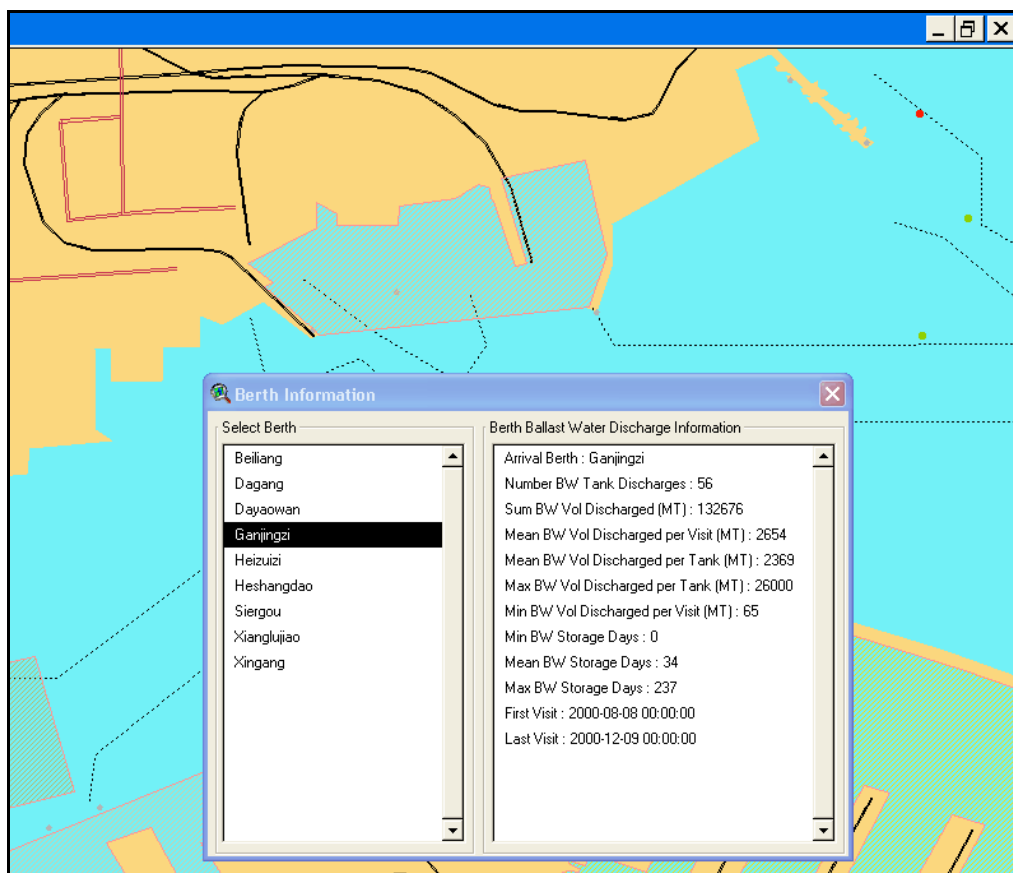 Berth Information
Select Berth
Beiliang
Dagang
Dayaowan
Ganjingzi
Heizuizi
Heshangdao
Siergou
Xianglujiao
Xingang
Berth Ballast Water Discharge Information
Arrival Berth : Ganjingzi
Number BW Tank Discharges : 56
Sum BW Vol Discharged (MT) : 132676
Mean BW Vol Discharged per Visit (MT) : 2654
Mean BW Vol Discharged per Tank (MT) : 2369
Max BW Vol Discharged per Tank (MT) : 26000
Min BW Vol Discharged per Visit (MT) : 65
Min BW Storage Days : 0
Mean BW Storage Days : 34
Max BW Storage Days : 237
First Visit : 2000-08-08 00:00:00
Last Visit : 2000-12-09 00:00:00